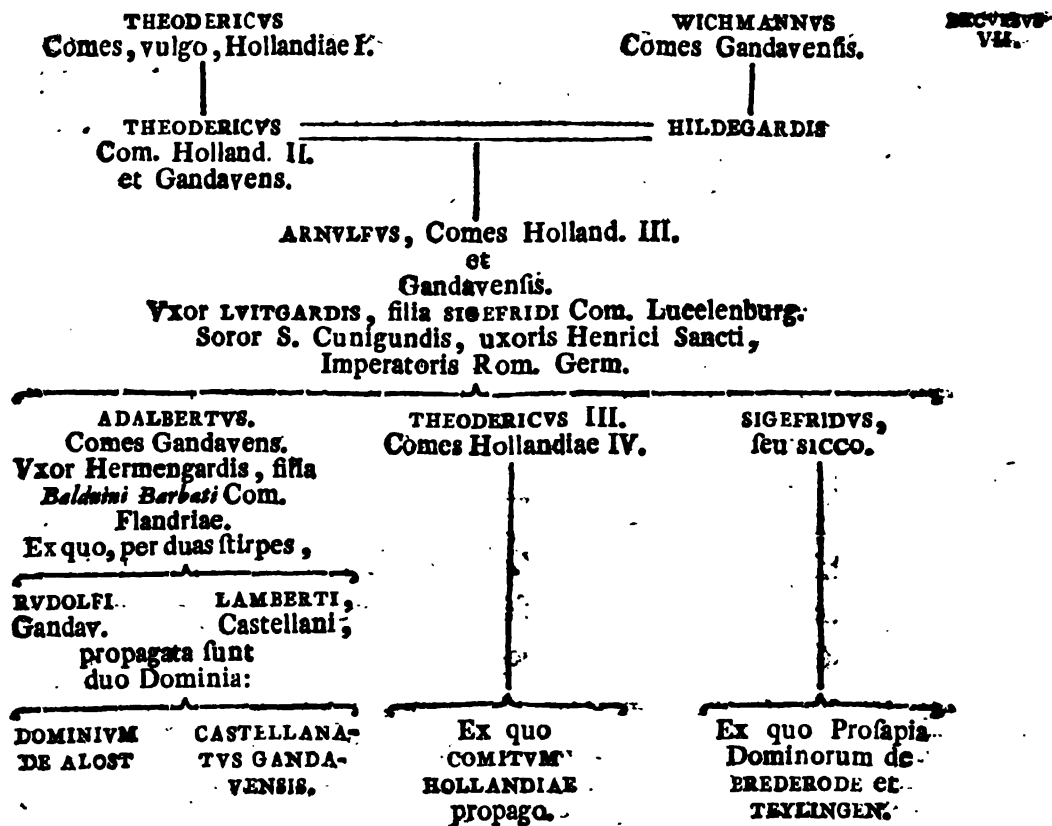 THEODERICVS
Comes, vulgo, Hollandiae I.
WICHMANNVS
Comes Gandavenſis.
VII.
THEODERICVS
Com. Holland. II.
et Gandavens.
HILDEGARDIS
ARNVLFVS, Comes Holland. III.
et
Gandavenſis.
Vxor LVITGARDIS, filia SIGEFRIDI Com. Lucelenburg.
Soror S. Cunigundis, uxoris Henrici Sancti,
Imperatoris Rom. Germ.
ADALBERTVS.
Comes Gandavens.
Vxor Hermengardis, filia
Balduini Barbati Com.
Flandriae.
Ex quo, per duas ſtirpes,
THEODERICVS III.
Comes Hollandiae IV.
SIGEFRIDVS,
ſeu SICCO.
RVDOLFI
Gandav.
LAMBERTI,
Castellani,
propagata ſunt
duo Dominia:
DOMINIVM
DE ALOST
CASTELLANA-
TVS GANDA-
VENSIS.
Ex quo
COMITVM
HOLLANDIAE
propago.
Ex quo Proſapia
Dominorum de
BREDERODE et
TEYLINGEN.